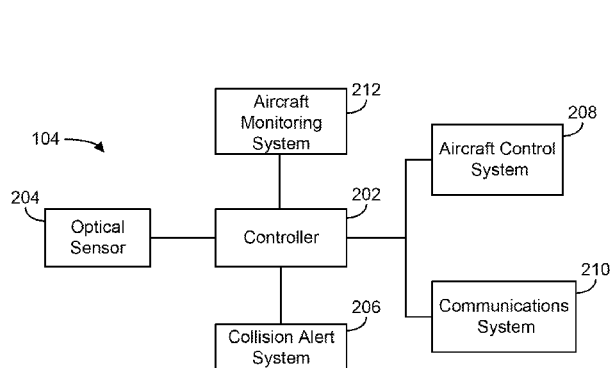 212
Aircraft
Monitoring
System
208
Aircraft Control
System
104
204
Optical
Sensor
202
Controller
210
Communications
System
206
Collision Alert
System